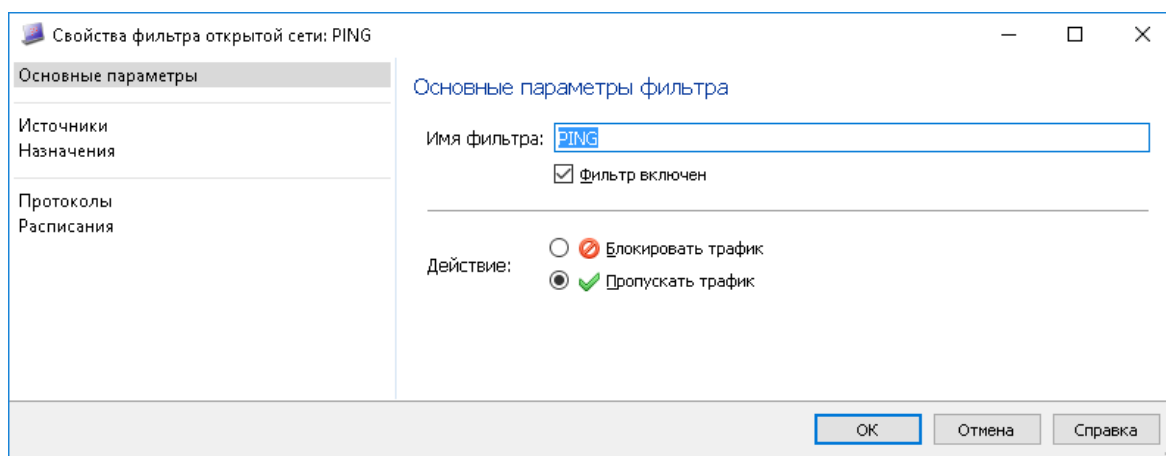 Свойства фильтра открытой сети: PING
Основные параметры
Источники
Назначения
Протоколы
Расписания
Основные параметры фильтра
Имя фильтра: PING
Фильтр включен
Действие:
Блокировать трафик
Пропускать трафик
ОК
Отмена
Справка